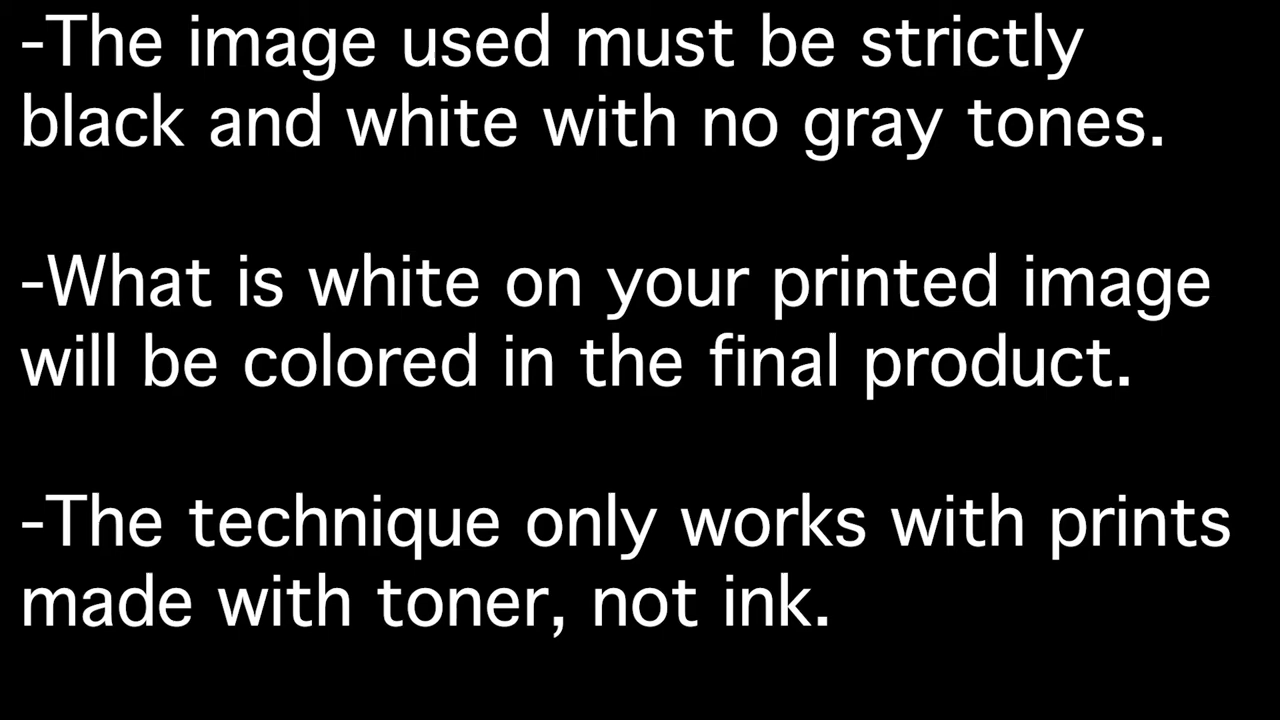 -The image used must be strictly
black and white with no gray tones.
-What is white on your printed image
will be colored in the final product.
-The technique only works with prints
made with toner, not ink.